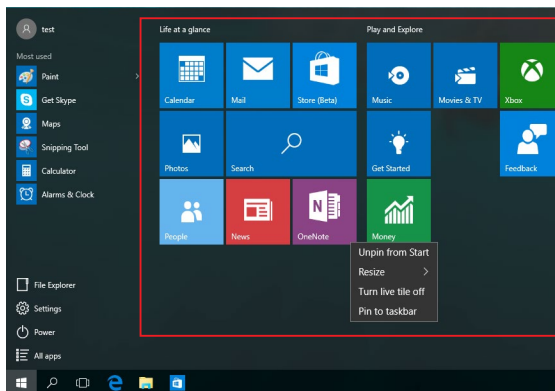 test
Most used
Paint
Get Skype
Maps
Snipping Tool
Calculator
Alarms & Clock
File Explorer
Settings
Power
All apps
Life at a glance
Calendar
Mail
Store (Beta)
Photos
Search
People
News
OneNote
Play and Explore
Music
Movies & TV
Xbox
Get Started
Feedback
Money
Unpin from Start
Resize
Turn live tile off
Pin to taskbar